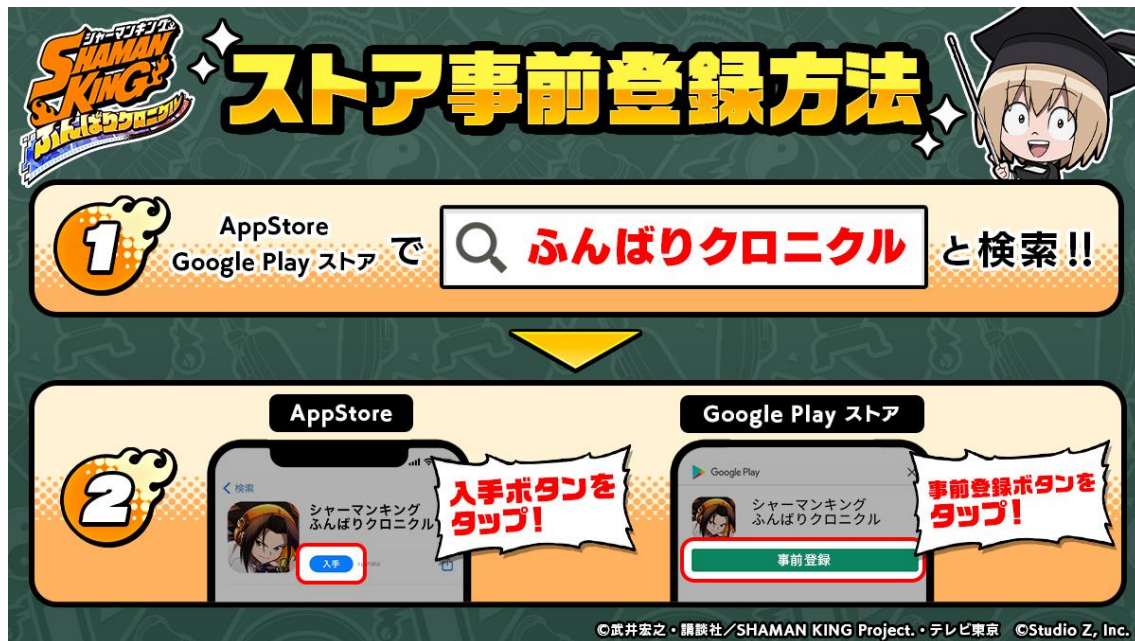 シャーマンキング
SHAMAN
KING
ふんばりクロニクル
ストア事前登録方法
1
AppStore
Google Play ストア
で
ふんばりクロニクル
と検索!!
2
AppStore
検索
シャーマンキング
ふんばりクロニクル
入手
入手ボタンを
タップ!
Google Play ストア
Google Play
シャーマンキング
ふんばりクロニクル
事前登録
事前登録ボタンを
タップ!
©武井宏之・講談社/SHAMAN KING Project.・テレビ東京 ©Studio Z, Inc.